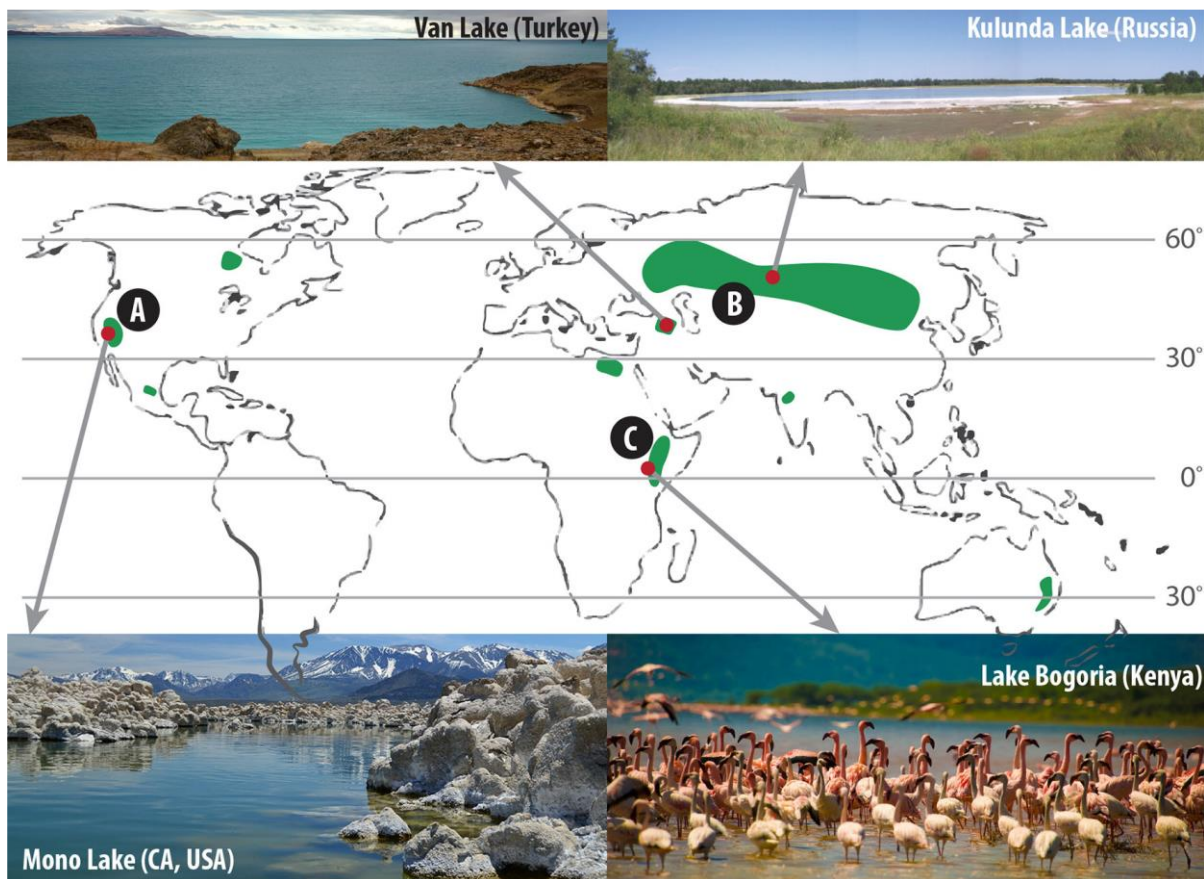 Van Lake (Turkey)
Kulunda Lake (Russia)
60°
A
B
30°
C
0°
30°
Lake Bogoria (Kenya)
Mono Lake (CA, USA)